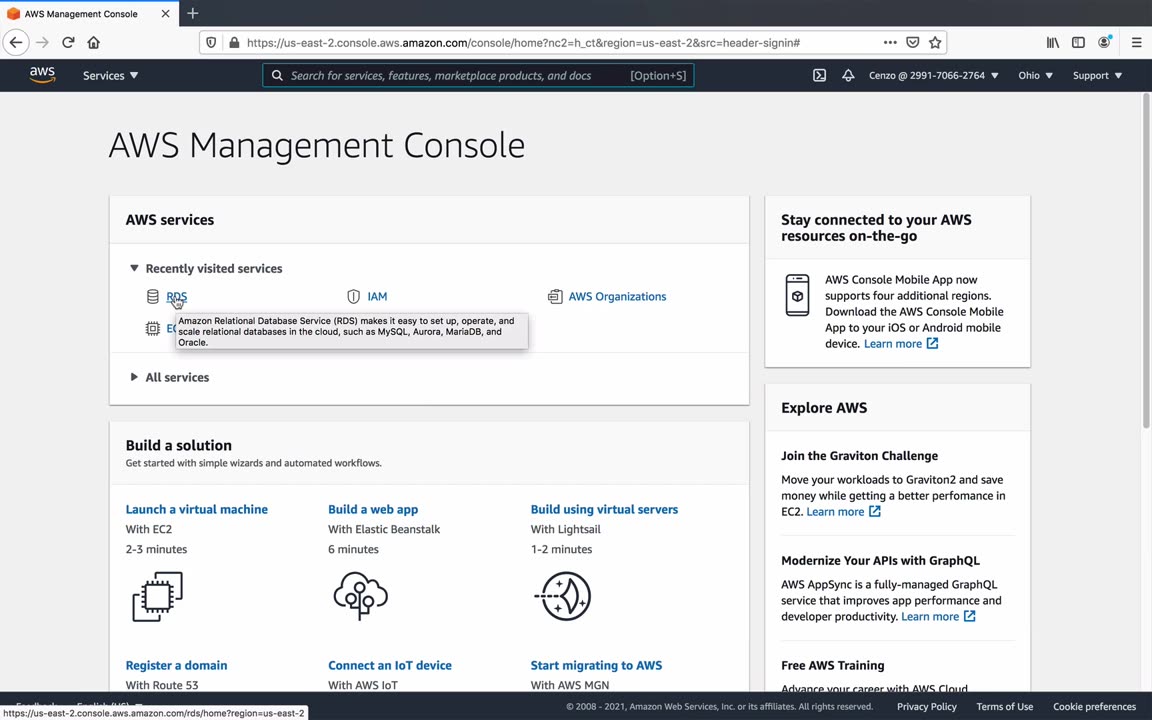 AWS Management Console
https://us-east-2.console.aws.amazon.com/console/home?nc2=h_ct&region=us-east-2&src=header-signin#
aws
Services
Search for services, features, marketplace products, and docs
[Option+S]
Cenzo @ 2991-7066-2764
Ohio
Support
AWS Management Console
AWS services
Recently visited services
RDS
IAM
AWS Organizations
Amazon Relational Database Service (RDS) makes it easy to set up, operate, and
scale relational databases in the cloud, such as MySQL, Aurora, MariaDB, and
Oracle.
All services
Build a solution
Get started with simple wizards and automated workflows.
Launch a virtual machine
With EC2
2-3 minutes
Build a web app
With Elastic Beanstalk
6 minutes
Build using virtual servers
With Lightsail
1-2 minutes
Register a domain
With Route 53
Connect an IoT device
With AWS IoT
Start migrating to AWS
With AWS MGN
Stay connected to your AWS
resources on-the-go
AWS Console Mobile App now
supports four additional regions.
Download the AWS Console Mobile
App to your iOS or Android mobile
device. Learn more
Explore AWS
Join the Graviton Challenge
Move your workloads to Graviton2 and save
money while getting a better perfomance in
EC2. Learn more
Modernize Your APIs with GraphQL
AWS AppSync is a fully-managed GraphQL
service that improves app performance and
developer productivity. Learn more
Free AWS Training
Advance your career with AWS Cloud
https://us-east-2.console.aws.amazon.com/rds/home?region=us-east-2
© 2008 - 2021, Amazon Web Services, Inc. or its affiliates. All rights reserved.
Privacy Policy
Terms of Use
Cookie preferences